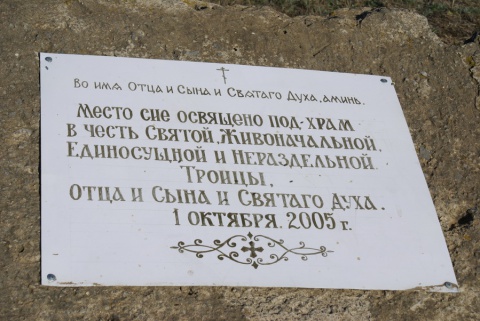 Во имя Отца и Сына и Святаго Духа, аминь.
Место сие освящено под храм
в честь Святой, Живоначальной,
Единосущной и Нераздельной
Троицы,
Отца и Сына и Святаго Духа.
1 октября, 2005 г.